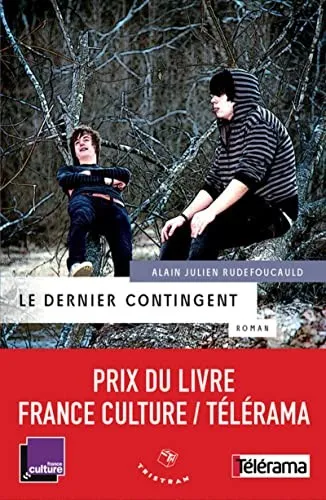 ALAIN JULIEN RUDEFOUCAULD
LE DERNIER CONTINGENT
ROMAN
PRIX DU LIVRE
FRANCE CULTURE / TÉLÉRAMA
france
culture
TRISTRAM
Télérama